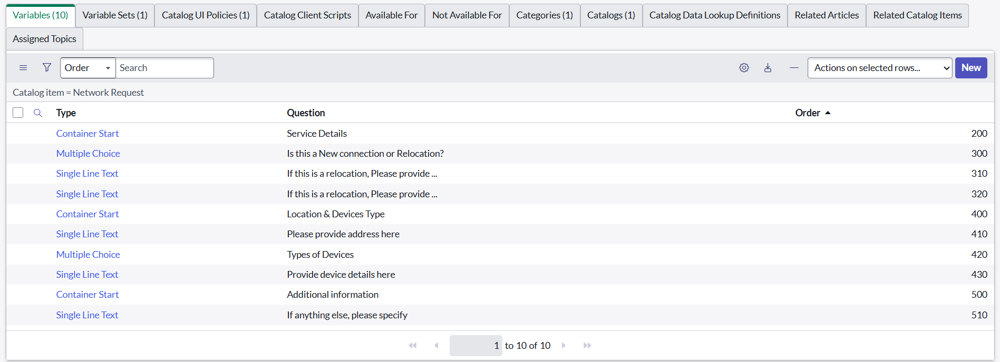 Variables (10) Variable Sets (1) Catalog UI Policies (1) Catalog Client Scripts Available For Not Available For Categories (1) Catalogs (1) Catalog Data Lookup Definitions Related Articles Related Catalog Items
Assigned Topics
Order Search Actions on selected rows... New
Catalog item = Network Request
Type Question Order
Container Start Service Details 200
Multiple Choice Is this a New connection or Relocation? 300
Single Line Text If this is a relocation, Please provide ... 310
Single Line Text If this is a relocation, Please provide ... 320
Container Start Location & Devices Type 400
Single Line Text Please provide address here 410
Multiple Choice Types of Devices 420
Single Line Text Provide device details here 430
Container Start Additional information 500
Single Line Text If anything else, please specify 510
1 to 10 of 10